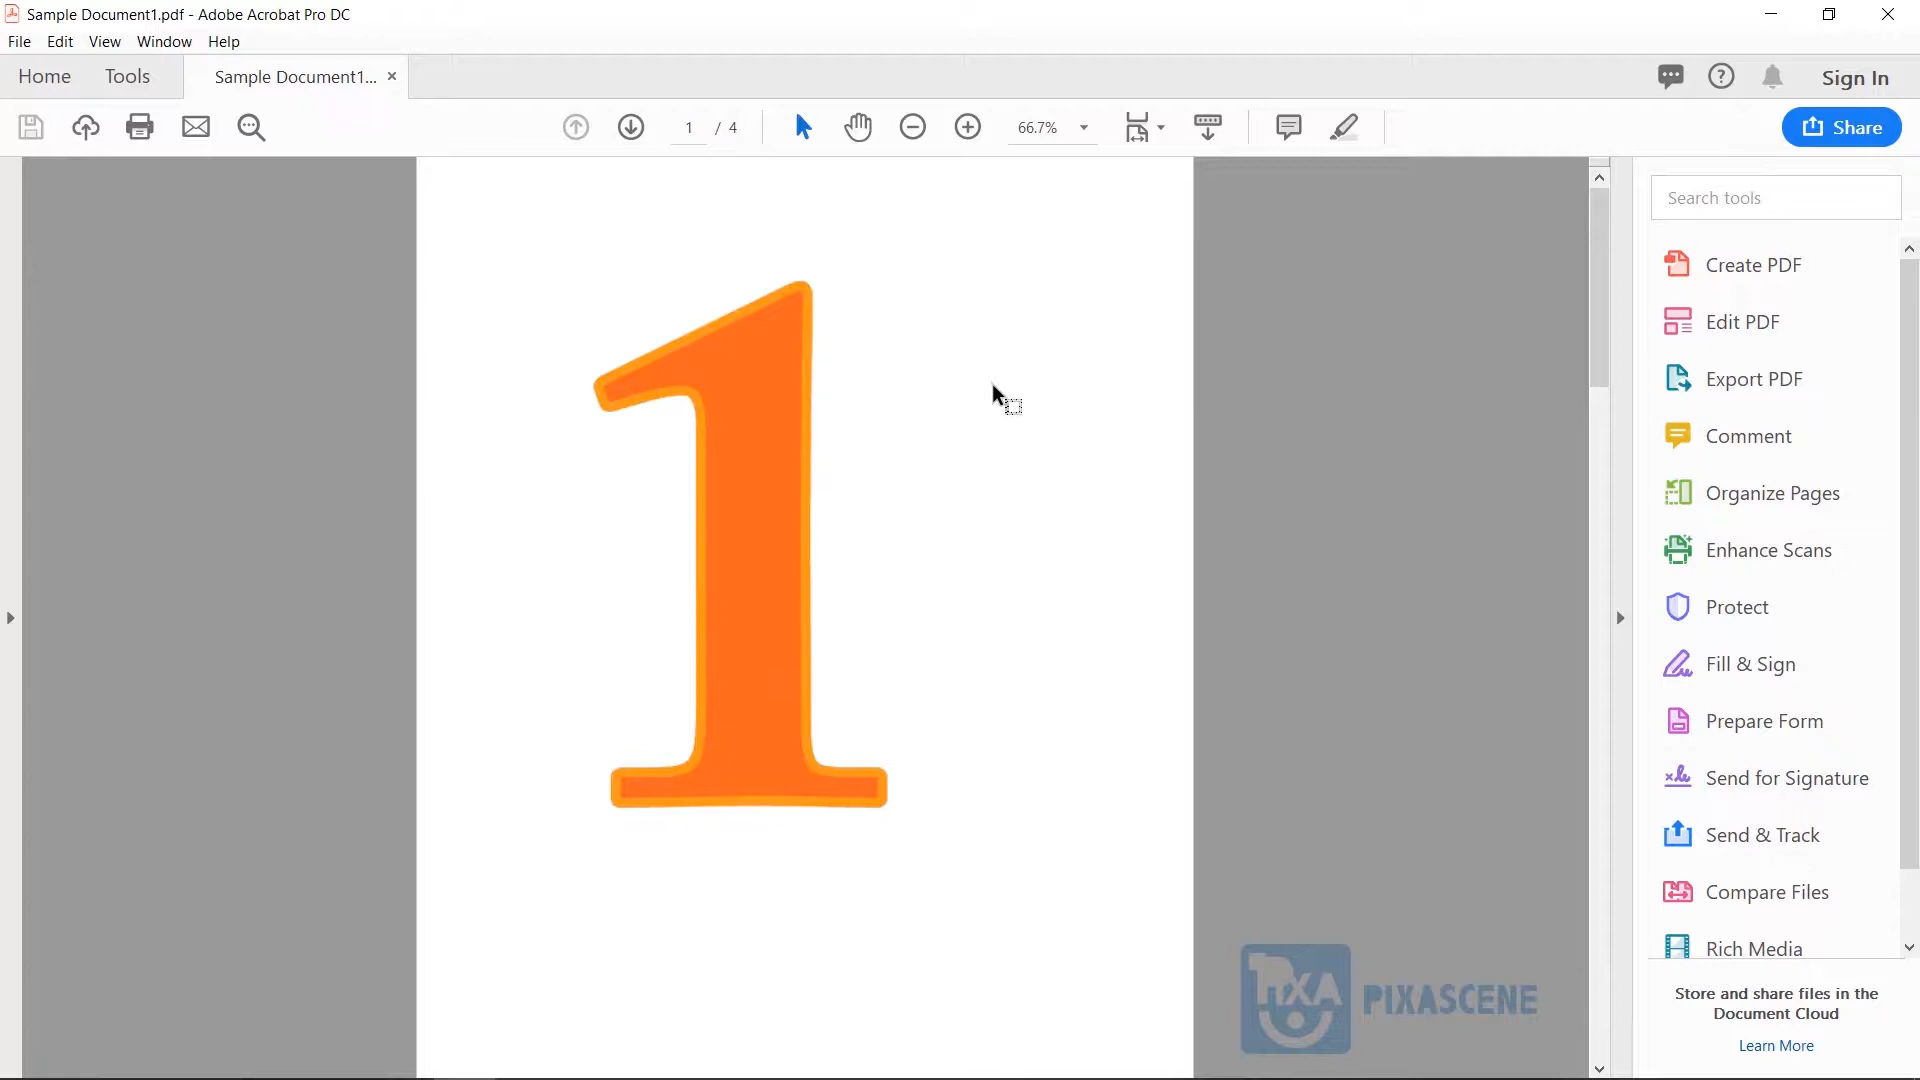 Sample Document1.pdf - Adobe Acrobat Pro DC
File Edit View Window Help
Home Tools Sample Document1... × Sign In
1 / 4 66.7% Share
Search tools
Create PDF
Edit PDF
Export PDF
Comment
Organize Pages
Enhance Scans
Protect
Fill & Sign
Prepare Form
Send for Signature
Send & Track
Compare Files
Rich Media
Store and share files in the
Document Cloud
Learn More
1
PIXA PIXASCENE